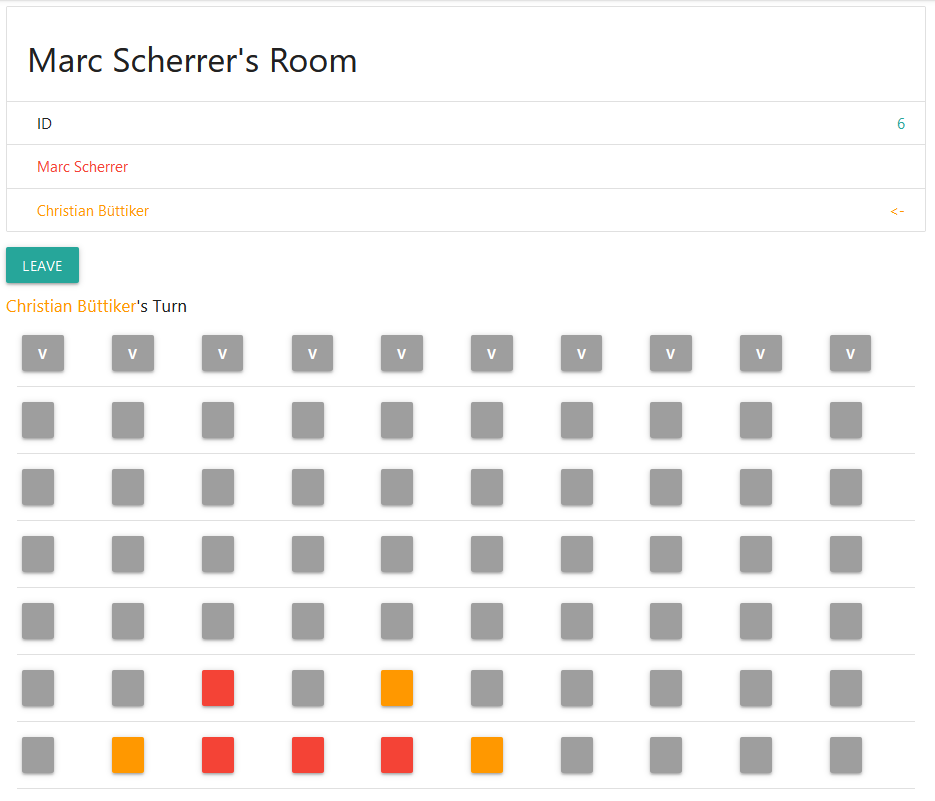 Marc Scherrer's Room
ID 6
Marc Scherrer
Christian Büttiker <-
LEAVE
Christian Büttiker's Turn
V V V V V V V V V V